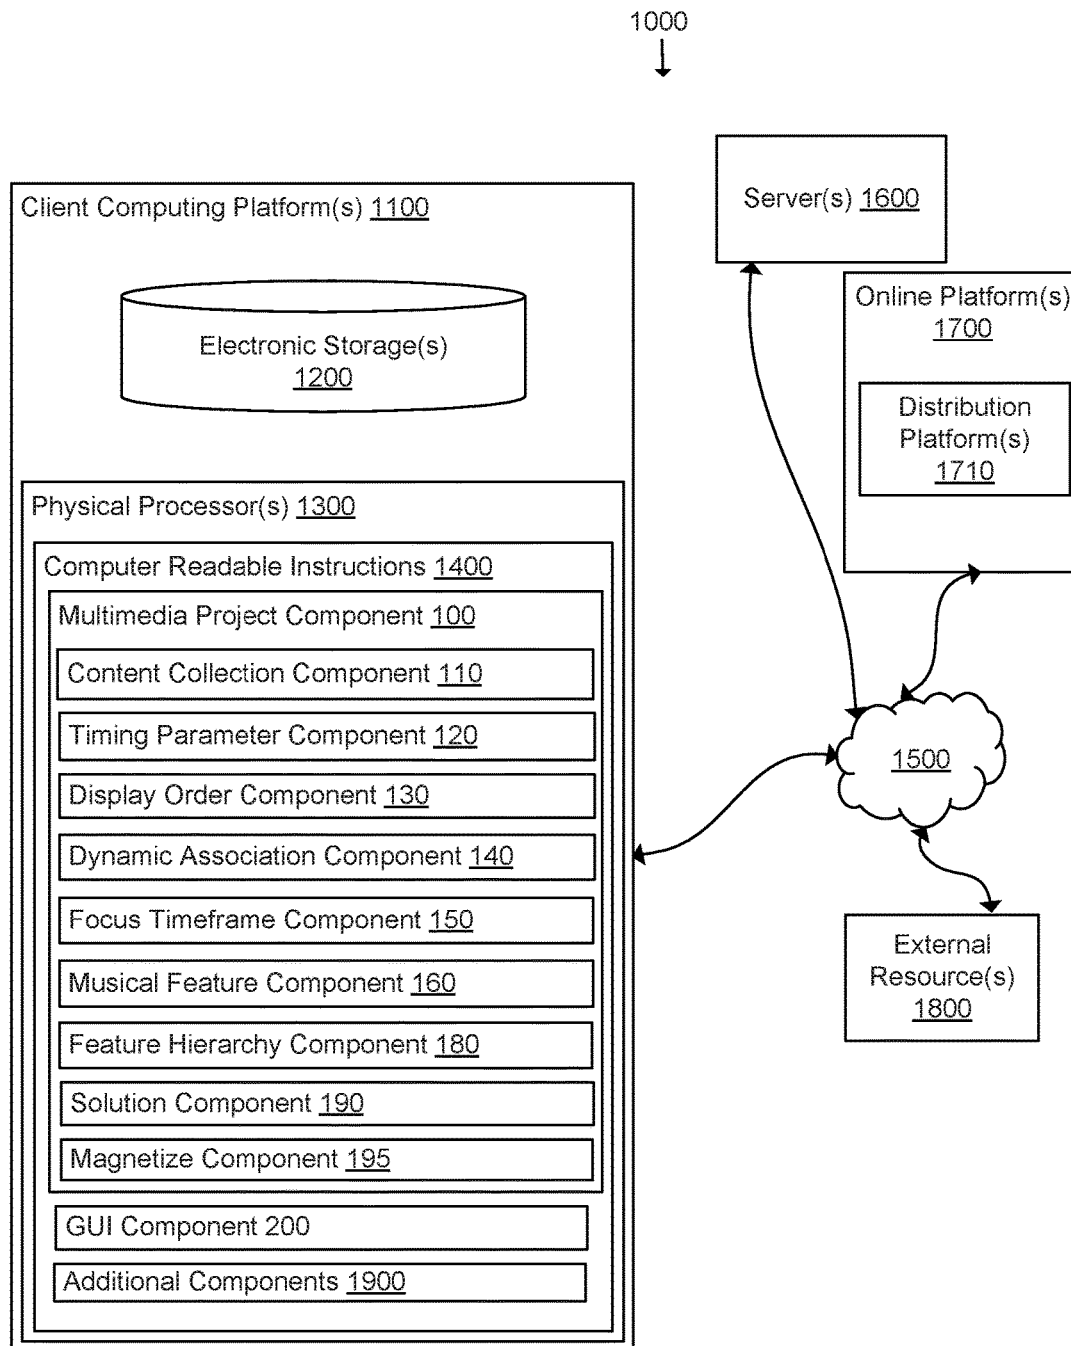 1000
Client Computing Platform(s) 1100
Electronic Storage(s)
1200
Physical Processor(s) 1300
Computer Readable Instructions 1400
Multimedia Project Component 100
Content Collection Component 110
Timing Parameter Component 120
Display Order Component 130
Dynamic Association Component 140
Focus Timeframe Component 150
Musical Feature Component 160
Feature Hierarchy Component 180
Solution Component 190
Magnetize Component 195
GUI Component 200
Additional Components 1900
Server(s) 1600
Online Platform(s)
1700
Distribution
Platform(s)
1710
1500
External
Resource(s)
1800